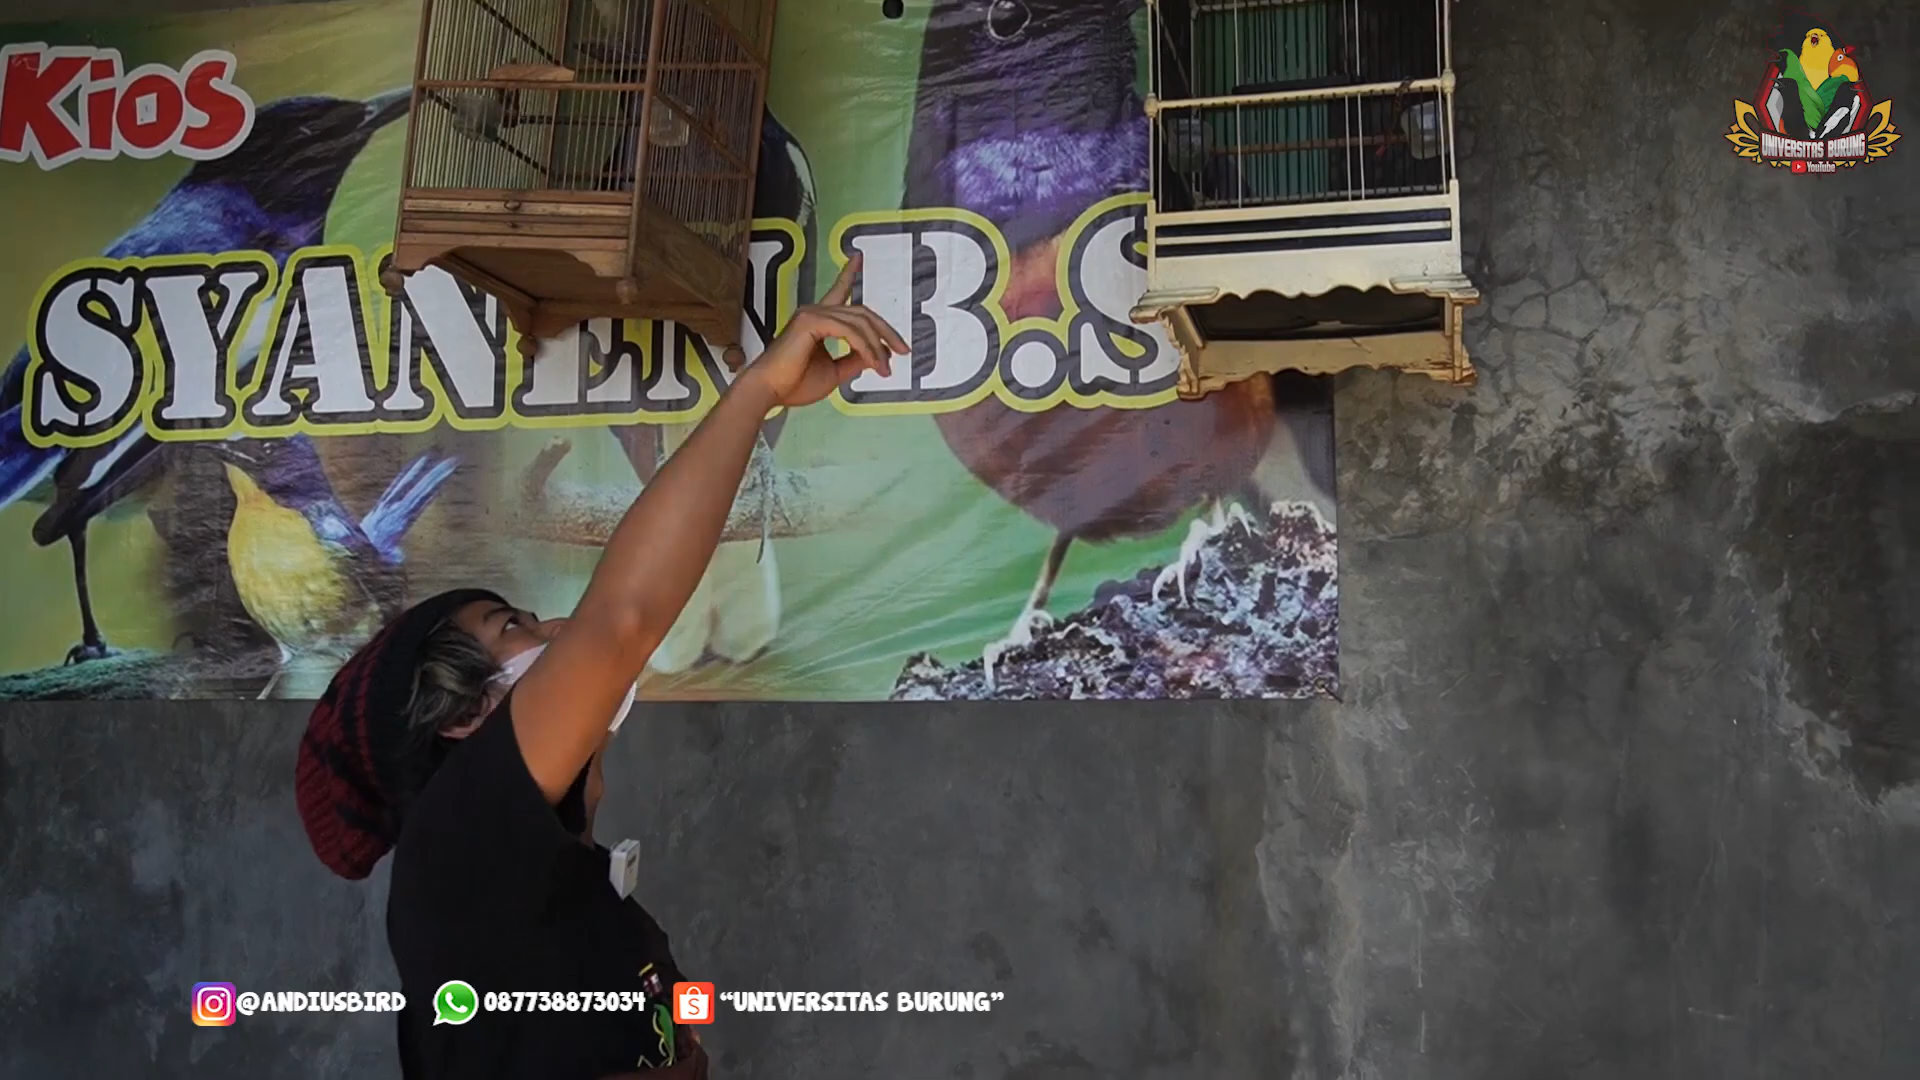 Kios
SYANEN B.S
UNIVERSITAS BURUNG
YouTube
@ANDIUSBIRD
087738873034
"UNIVERSITAS BURUNG"